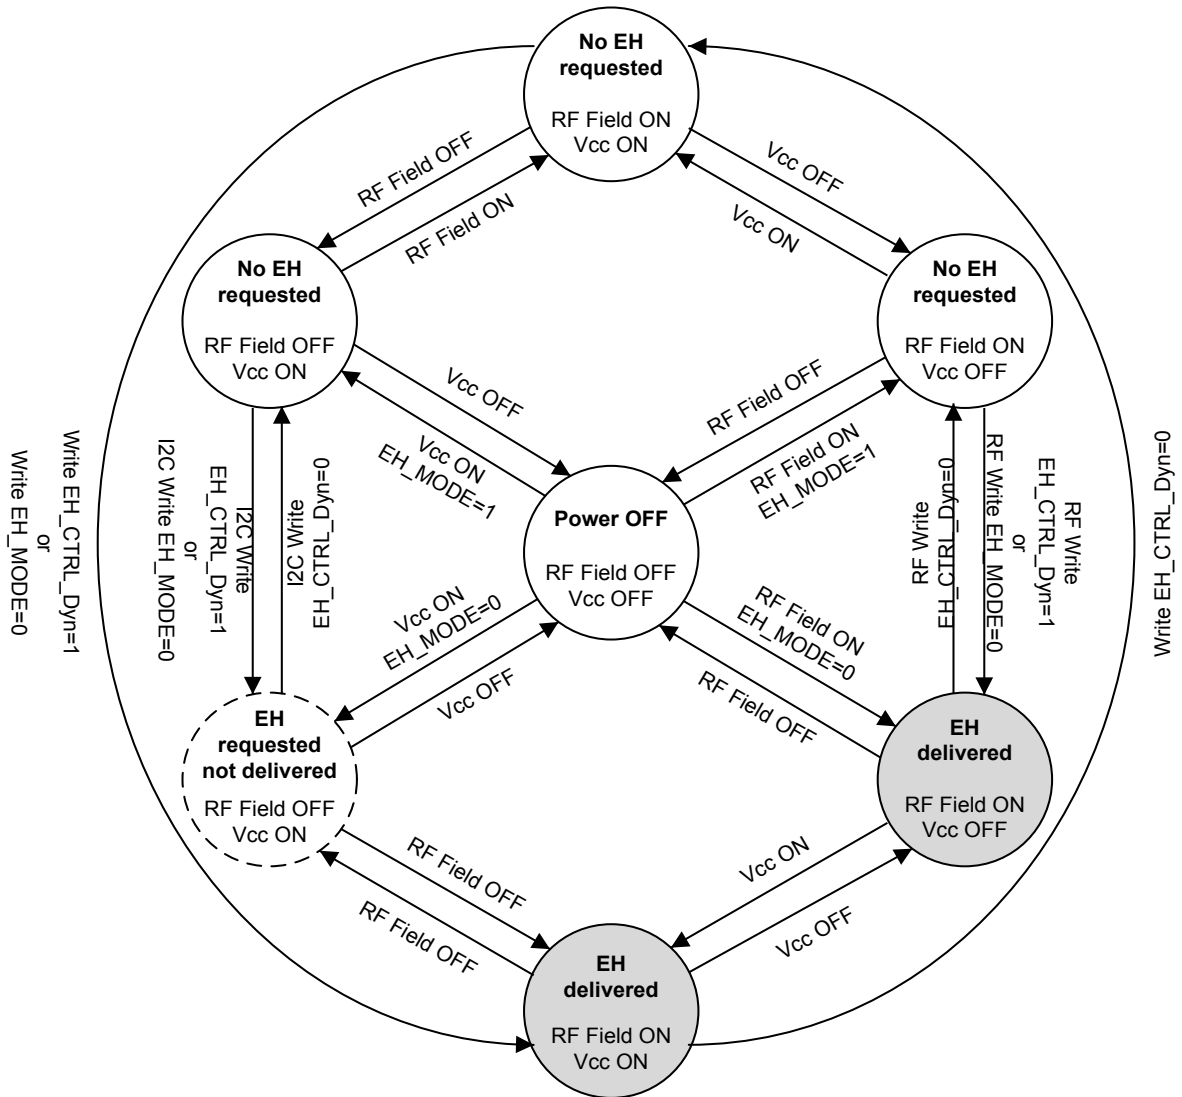 No EH
requested
RF Field ON
Vcc ON
RF Field OFF
RF Field ON
Vcc OFF
Vcc ON
No EH
requested
RF Field OFF
Vcc ON
No EH
requested
RF Field ON
Vcc OFF
Vcc OFF
Vcc ON
EH_MODE=1
RF Field OFF
RF Field ON
EH_MODE=1
Write EH_CTRL_Dyn=1
or
Write EH_MODE=0
I2C Write
EH_CTRL_Dyn=1
or
I2C Write EH_MODE=0
I2C Write
EH_CTRL_Dyn=0
Power OFF
RF Field OFF
Vcc OFF
RF Write
EH_CTRL_Dyn=0
RF Write
EH_CTRL_Dyn=1
or
RF Write EH_MODE=0
Write EH_CTRL_Dyn=0
Vcc ON
EH_MODE=0
Vcc OFF
RF Field ON
EH_MODE=0
RF Field OFF
EH
requested
not delivered
RF Field OFF
Vcc ON
EH
delivered
RF Field ON
Vcc OFF
RF Field OFF
RF Field OFF
Vcc ON
Vcc OFF
EH
delivered
RF Field ON
Vcc ON